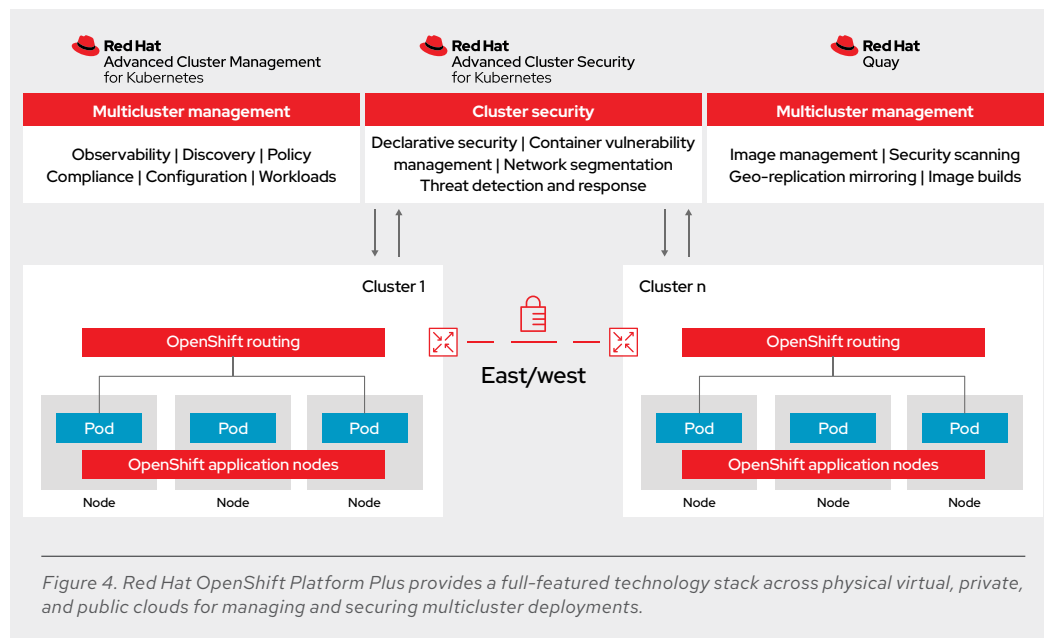 Red Hat
Advanced Cluster Management
for Kubernetes
Red Hat
Advanced Cluster Security
for Kubernetes
Red Hat
Quay
Multicluster management
Cluster security
Multicluster management
Observability | Discovery | Policy
Compliance | Configuration | Workloads
Declarative security | Container vulnerability
management | Network segmentation
Threat detection and response
Image management | Security scanning
Geo-replication mirroring | Image builds
Cluster 1
OpenShift routing
Pod
Pod
Pod
OpenShift application nodes
Node
Node
Node
East/west
Cluster n
OpenShift routing
Pod
Pod
Pod
OpenShift application nodes
Node
Node
Node
Figure 4. Red Hat OpenShift Platform Plus provides a full-featured technology stack across physical virtual, private,
and public clouds for managing and securing multicluster deployments.